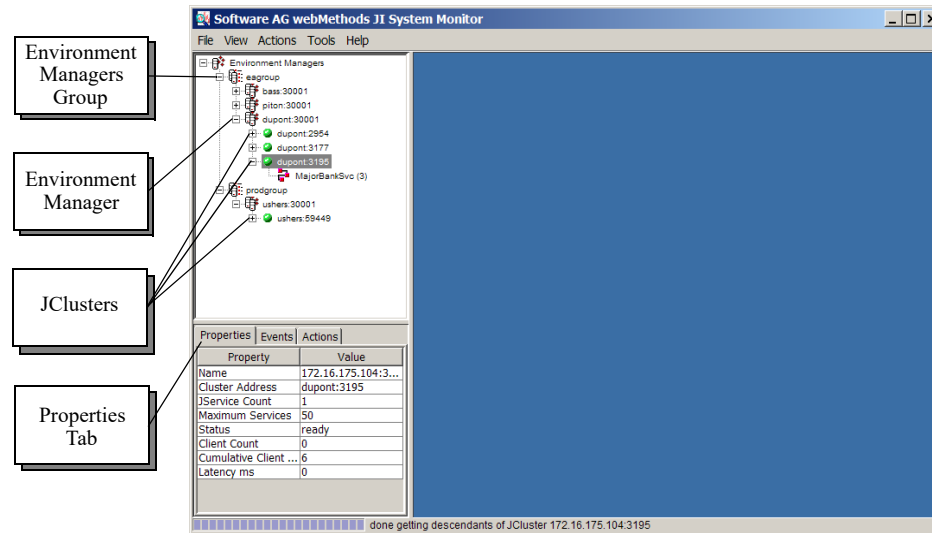 Software AG webMethods JI System Monitor
File View Actions Tools Help
Environment
Managers
Group
Environment
Manager
JClusters
Properties
Tab
Environment Managers
eagroup
bass:30001
piton:30001
dupont:30001
dupont:2954
dupont:3177
dupont:3195
MajorBankSvc (3)
prodgroup
ushers:30001
ushers:59449
Properties Events Actions
Property Value
Name 172.16.175.104:3...
Cluster Address dupont:3195
JService Count 1
Maximum Services 50
Status ready
Client Count 0
Cumulative Client ... 6
Latency ms 0
done getting descendants of JCluster 172.16.175.104:3195